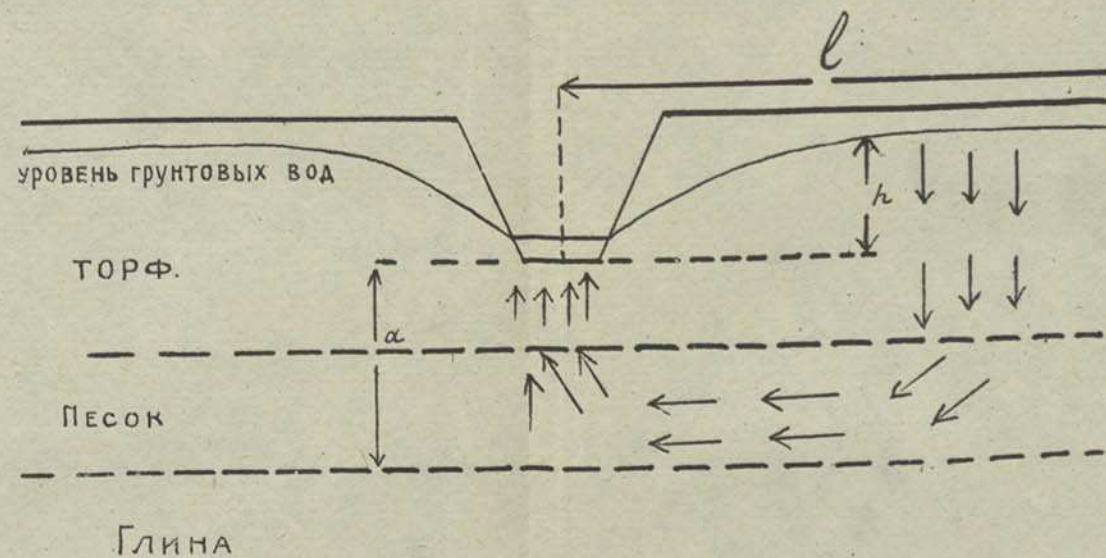 l
УРОВЕНЬ ГРУНТОВЫХ ВОД
h
ТОРФ.
a
ПЕСОК
ГЛИНА